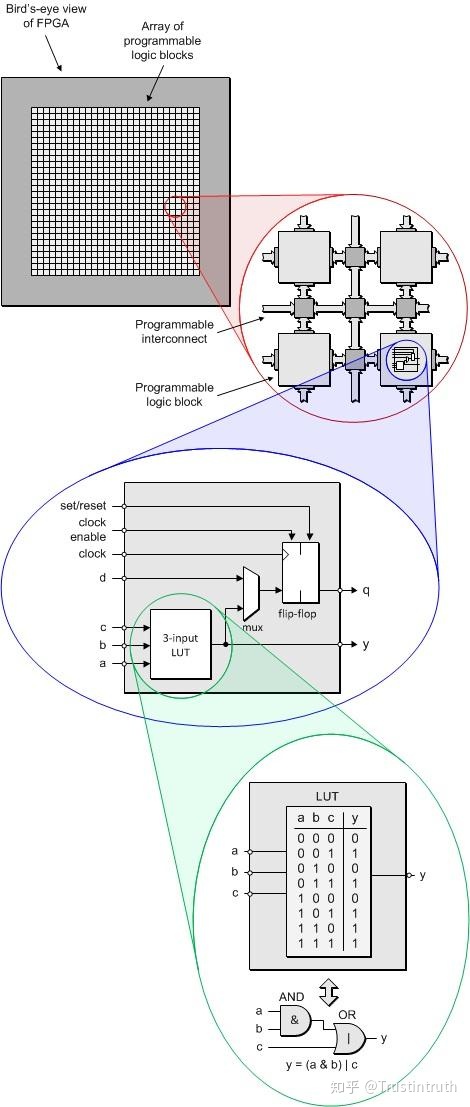 Bird's-eye view
of FPGA
Array of
programmable
logic blocks
Programmable
interconnect
Programmable
logic block
set/reset
clock
enable
clock
d
c
b
a
3-input
LUT
mux
flip-flop
q
y
LUT
a b c y
0 0 0 0
0 0 1 1
0 1 0 0
0 1 1 1
1 0 0 0
1 0 1 1
1 1 0 1
1 1 1 1
a
b
c
y
AND
OR
a
b
c
&
|
y
y = (a & b) | c
知乎 @Trustintruth